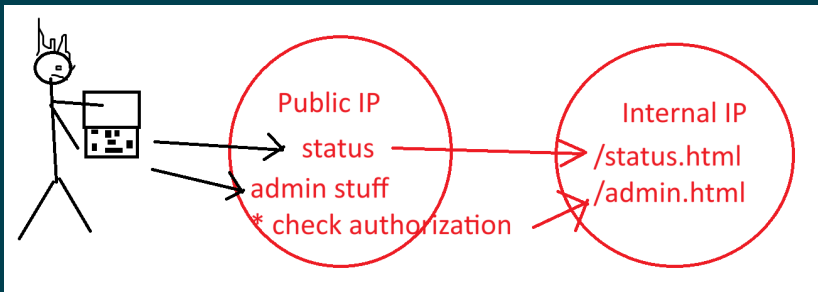 Public IP
status
admin stuff
* check authorization
Internal IP
/status.html
/admin.html